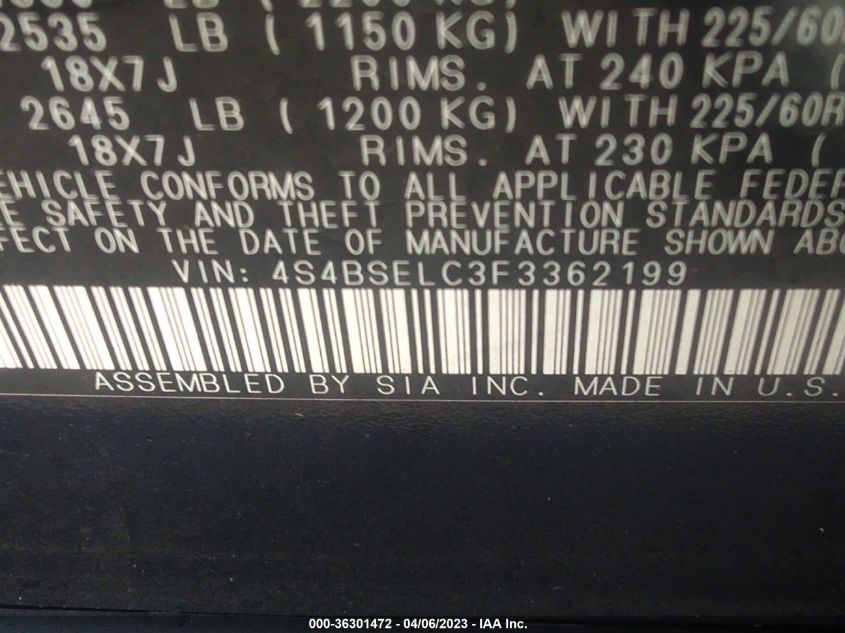 2535 LB ( 1150 KG) WITH 225/60
18X7J RIMS. AT 240 KPA (
2645 LB ( 1200 KG) WITH 225/60R
18X7J RIMS. AT 230 KPA (
EHICLE CONFORMS TO ALL APPLICABLE FEDER
E SAFETY AND THEFT PREVENTION STANDARDS
FECT ON THE DATE OF MANUFACTURE SHOWN ABO
VIN: 4S4BSELC3F3362199
ASSEMBLED BY SIA INC. MADE IN U.S.
000-36301472 - 04/06/2023 - IAA Inc.